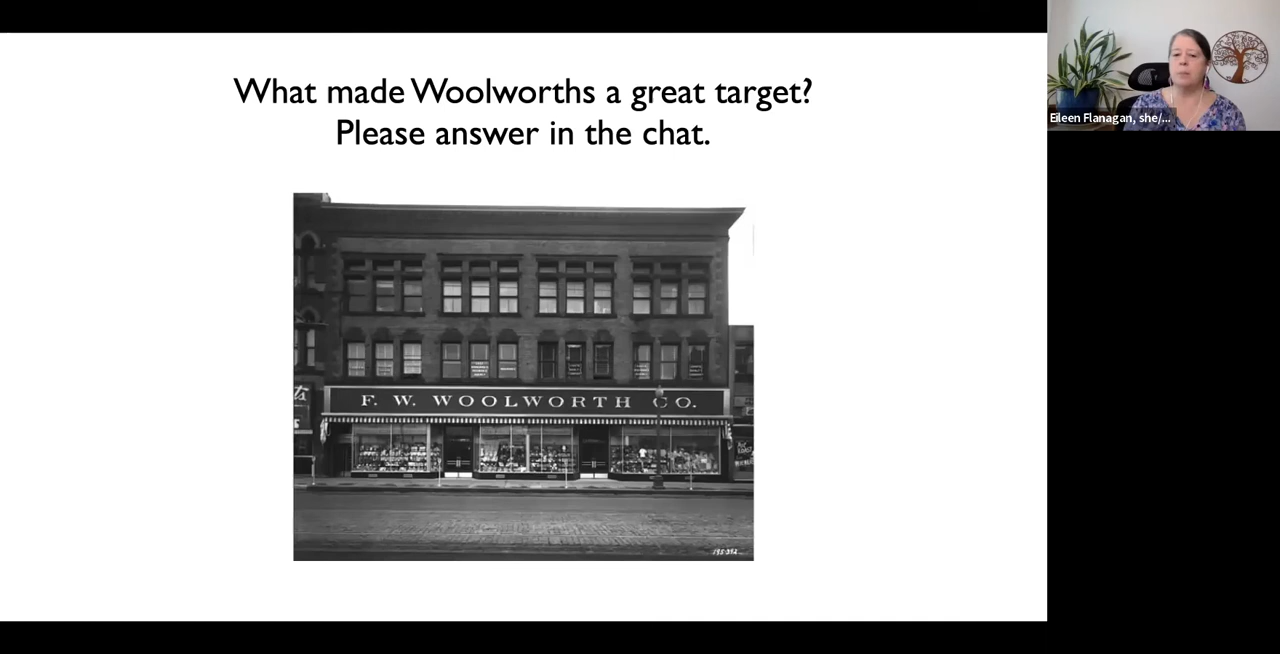 What made Woolworths a great target?
Please answer in the chat.
Eileen Flanagan, she/...
F. W. WOOLWORTH CO.